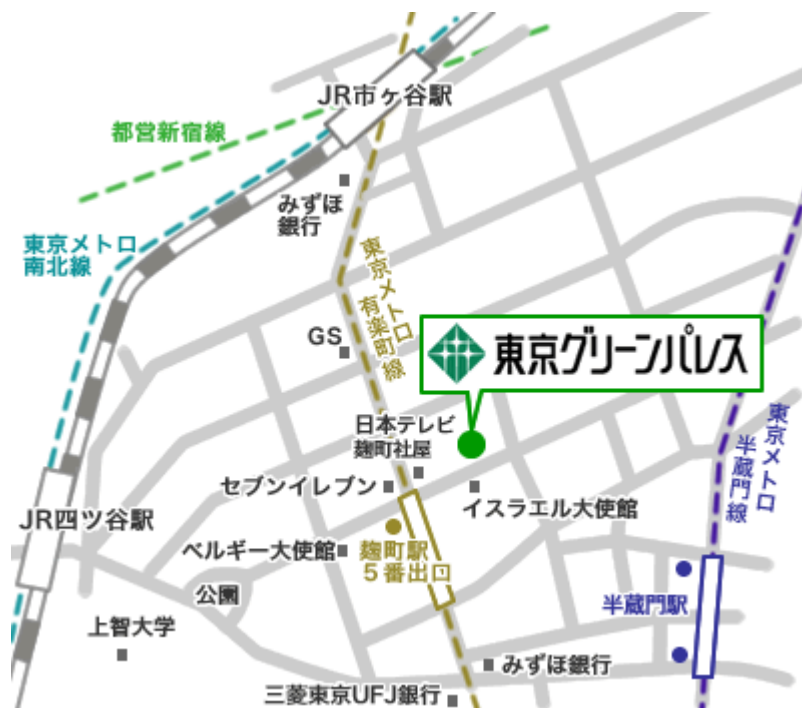 JR市ヶ谷駅
都営新宿線
みずほ
銀行
東京メトロ
南北線
東京メトロ
有楽町線
GS
東京グリーンパレス
日本テレビ
麹町社屋
東京メトロ
半蔵門線
セブンイレブン
イスラエル大使館
JR四ツ谷駅
ベルギー大使館
麹町駅
5番出口
公園
半蔵門駅
上智大学
みずほ銀行
三菱東京UFJ銀行